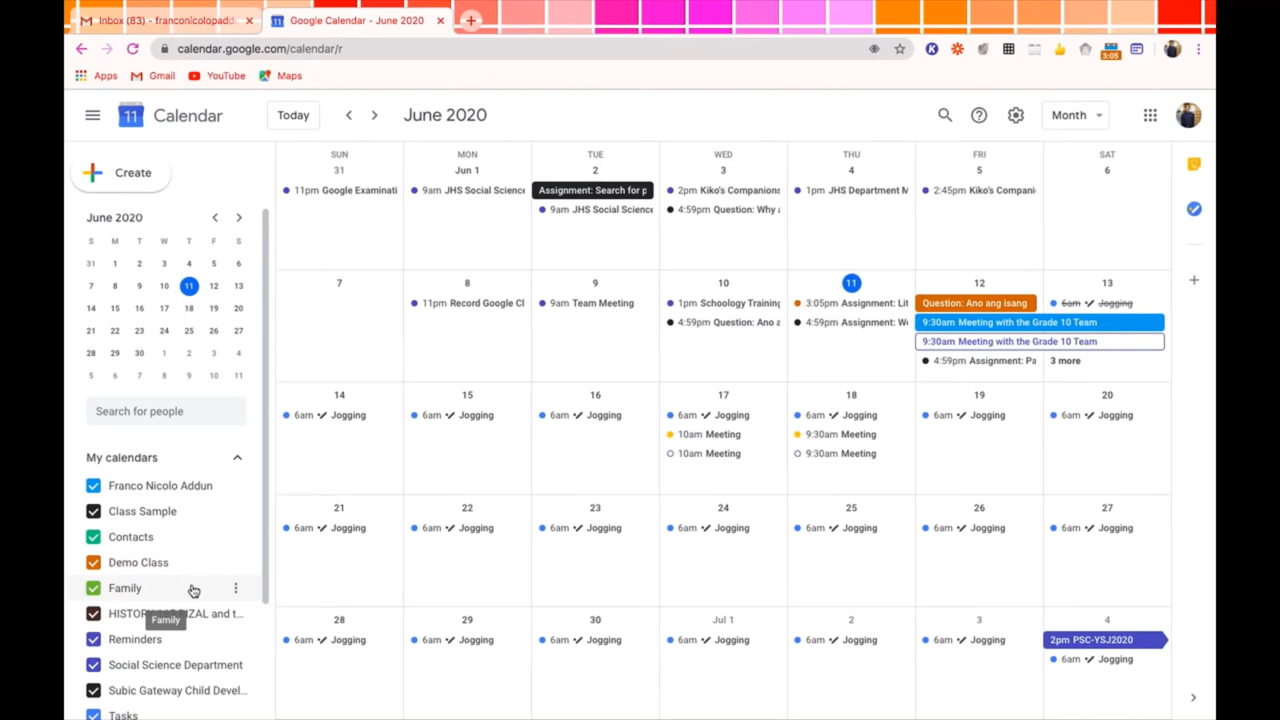 Inbox (83) - franconicolopadd
Google Calendar - June 2020
calendar.google.com/calendar/r
3:05
Apps Gmail YouTube Maps
11 Calendar Today June 2020 Month
Create
June 2020
S M T W T F S
31 1 2 3 4 5 6
7 8 9 10 11 12 13
14 15 16 17 18 19 20
21 22 23 24 25 26 27
28 29 30 1 2 3 4
5 6 7 8 9 10 11
Search for people
My calendars
Franco Nicolo Addun
Class Sample
Contacts
Demo Class
Family
HISTOR ZAL and t...
Family
Reminders
Social Science Department
Subic Gateway Child Devel...
Tasks
SUN MON TUE WED THU FRI SAT
31 Jun 1 2 3 4 5 6
11pm Google Examinati 9am JHS Social Science Assignment: Search for p 2pm Kiko's Companions 1pm JHS Department M 2:45pm Kiko's Compani
9am JHS Social Science 4:59pm Question: Why a
7 8 9 10 11 12 13
11pm Record Google Cl 9am Team Meeting 1pm Schoology Training 3:05pm Assignment: Lit Question: Ano ang isang 6am Jogging
4:59pm Question: Ano a 4:59pm Assignment: We 9:30am Meeting with the Grade 10 Team
9:30am Meeting with the Grade 10 Team
4:59pm Assignment: Pa 3 more
14 15 16 17 18 19 20
6am Jogging 6am Jogging 6am Jogging 6am Jogging 6am Jogging 6am Jogging 6am Jogging
10am Meeting 9:30am Meeting
10am Meeting 9:30am Meeting
21 22 23 24 25 26 27
6am Jogging 6am Jogging 6am Jogging 6am Jogging 6am Jogging 6am Jogging 6am Jogging
28 29 30 Jul 1 2 3 4
6am Jogging 6am Jogging 6am Jogging 6am Jogging 6am Jogging 6am Jogging 2pm PSC-YSJ2020
6am Jogging